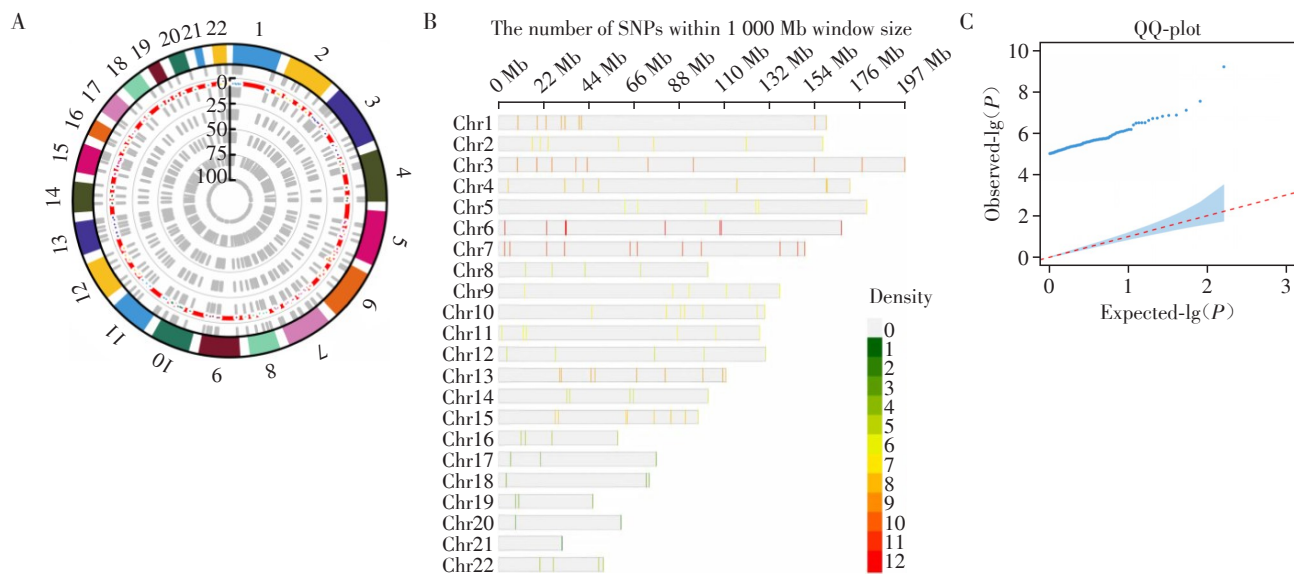 A
1
2
3
4
5
6
7
8
9
10
11
12
13
14
15
16
17
18
19
20
21
22
0
25
50
75
100
B
The number of SNPs within 1 000 Mb window size
0 Mb
22 Mb
44 Mb
66 Mb
88 Mb
110 Mb
132 Mb
154 Mb
176 Mb
197 Mb
Chr1
Chr2
Chr3
Chr4
Chr5
Chr6
Chr7
Chr8
Chr9
Chr10
Chr11
Chr12
Chr13
Chr14
Chr15
Chr16
Chr17
Chr18
Chr19
Chr20
Chr21
Chr22
Density
0
1
2
3
4
5
6
7
8
9
10
11
12
C
QQ-plot
Observed-lg(P)
10
8
6
4
2
0
0
1
2
3
Expected-lg(P)